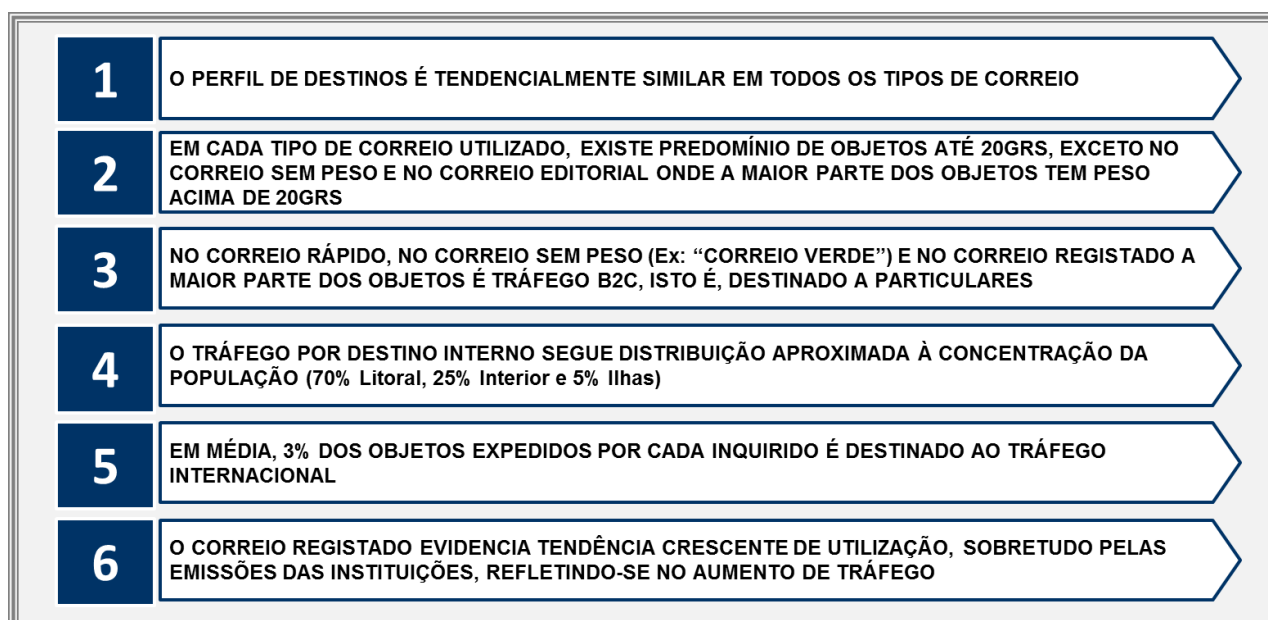 1
O PERFIL DE DESTINOS É TENDENCIALMENTE SIMILAR EM TODOS OS TIPOS DE CORREIO
2
EM CADA TIPO DE CORREIO UTILIZADO, EXISTE PREDOMÍNIO DE OBJETOS ATÉ 20GRS, EXCETO NO
CORREIO SEM PESO E NO CORREIO EDITORIAL ONDE A MAIOR PARTE DOS OBJETOS TEM PESO
ACIMA DE 20GRS
3
NO CORREIO RÁPIDO, NO CORREIO SEM PESO (Ex: “CORREIO VERDE”) E NO CORREIO REGISTADO A
MAIOR PARTE DOS OBJETOS É TRÁFEGO B2C, ISTO É, DESTINADO A PARTICULARES
4
O TRÁFEGO POR DESTINO INTERNO SEGUE DISTRIBUIÇÃO APROXIMADA À CONCENTRAÇÃO DA
POPULAÇÃO (70% Litoral, 25% Interior e 5% Ilhas)
5
EM MÉDIA, 3% DOS OBJETOS EXPEDIDOS POR CADA INQUIRIDO É DESTINADO AO TRÁFEGO
INTERNACIONAL
6
O CORREIO REGISTADO EVIDENCIA TENDÊNCIA CRESCENTE DE UTILIZAÇÃO, SOBRETUDO PELAS
EMISSÕES DAS INSTITUIÇÕES, REFLETINDO-SE NO AUMENTO DE TRÁFEGO